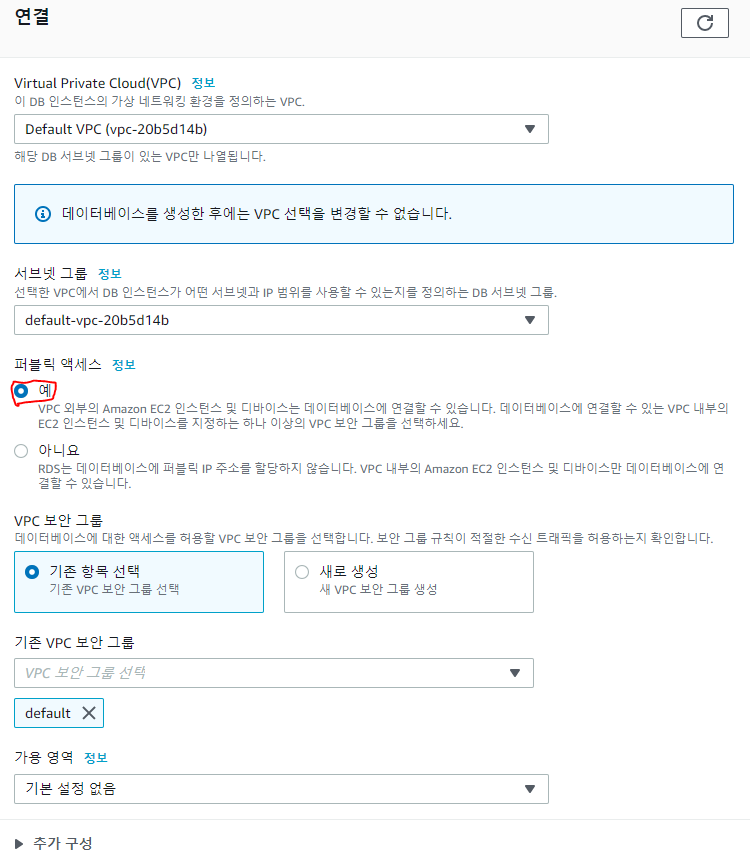 연결
Virtual Private Cloud(VPC) 정보
이 DB 인스턴스의 가상 네트워킹 환경을 정의하는 VPC.
Default VPC (vpc-20b5d14b)
해당 DB 서브넷 그룹이 있는 VPC만 나열됩니다.
데이터베이스를 생성한 후에는 VPC 선택을 변경할 수 없습니다.
서브넷 그룹 정보
선택한 VPC에서 DB 인스턴스가 어떤 서브넷과 IP 범위를 사용할 수 있는지를 정의하는 DB 서브넷 그룹.
default-vpc-20b5d14b
퍼블릭 액세스 정보
예
VPC 외부의 Amazon EC2 인스턴스 및 디바이스는 데이터베이스에 연결할 수 있습니다. 데이터베이스에 연결할 수 있는 VPC 내부의
EC2 인스턴스 및 디바이스를 지정하는 하나 이상의 VPC 보안 그룹을 선택하세요.
아니요
RDS는 데이터베이스에 퍼블릭 IP 주소를 할당하지 않습니다. VPC 내부의 Amazon EC2 인스턴스 및 디바이스만 데이터베이스에 연
결할 수 있습니다.
VPC 보안 그룹
데이터베이스에 대한 액세스를 허용할 VPC 보안 그룹을 선택합니다. 보안 그룹 규칙이 적절한 수신 트래픽을 허용하는지 확인합니다.
기존 항목 선택
기존 VPC 보안 그룹 선택
새로 생성
새 VPC 보안 그룹 생성
기존 VPC 보안 그룹
VPC 보안 그룹 선택
default
가용 영역 정보
기본 설정 없음
추가 구성